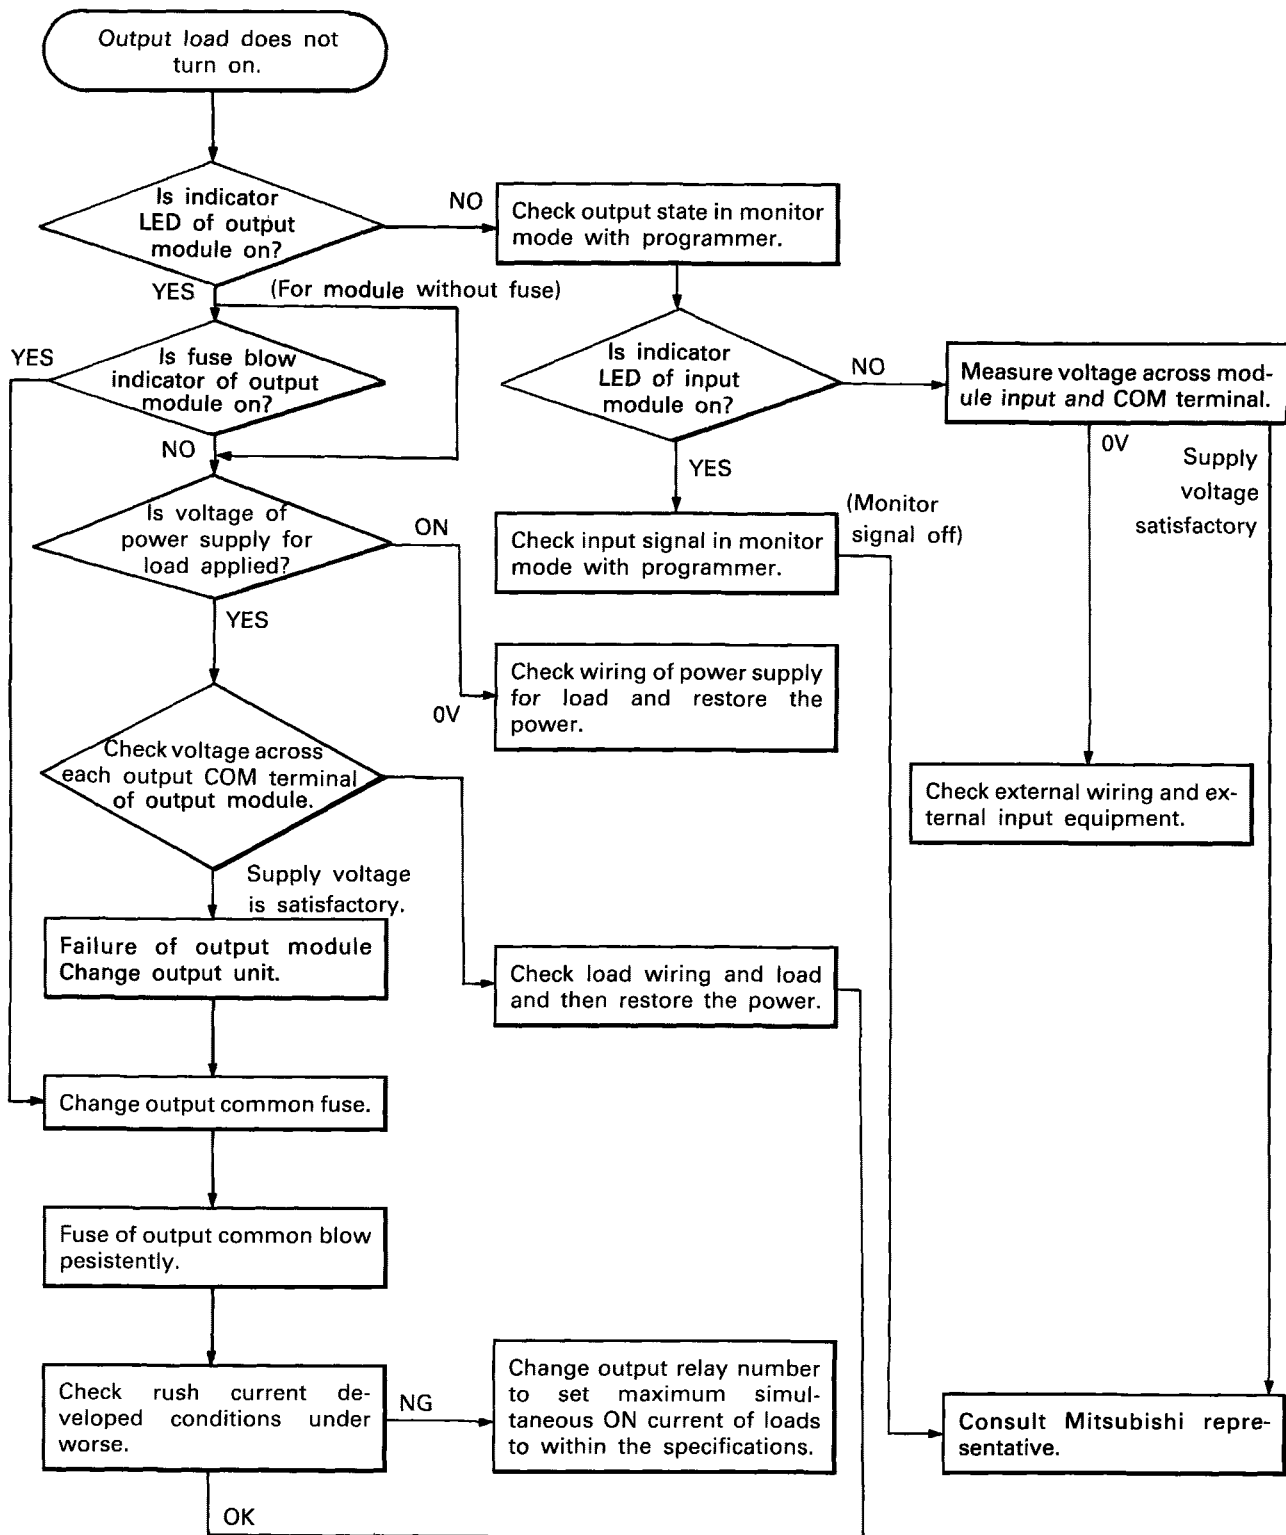 Output load does not
turn on.
Is indicator
LED of output
module on?
NO
Check output state in monitor
mode with programmer.
YES
(For module without fuse)
YES
Is fuse blow
indicator of output
module on?
NO
Is indicator
LED of input
module on?
NO
Measure voltage across mod-
ule input and COM terminal.
0V
Supply
voltage
satisfactory
YES
Is voltage of
power supply for
load applied?
ON
Check input signal in monitor
mode with programmer.
(Monitor
signal off)
YES
0V
Check wiring of power supply
for load and restore the
power.
Check voltage across
each output COM terminal
of output module.
Check external wiring and ex-
ternal input equipment.
Supply voltage
is satisfactory.
Failure of output module
Change output unit.
Check load wiring and load
and then restore the power.
Change output common fuse.
Fuse of output common blow
pesistently.
Check rush current de-
veloped conditions under
worse.
NG
Change output relay number
to set maximum simul-
taneous ON current of loads
to within the specifications.
Consult Mitsubishi repre-
sentative.
OK